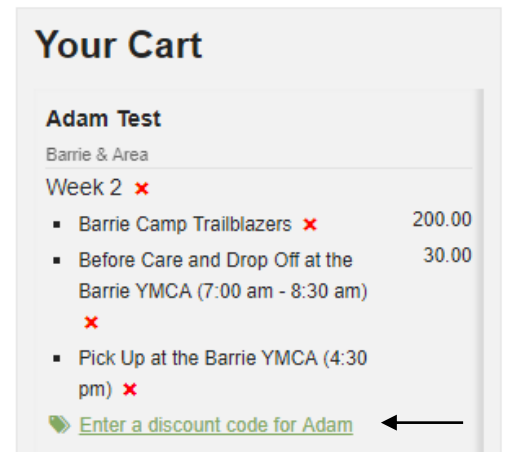 Your Cart
Adam Test
Barrie & Area
Week 2
Barrie Camp Trailblazers 200.00
Before Care and Drop Off at the 30.00
Barrie YMCA (7:00 am - 8:30 am)
Pick Up at the Barrie YMCA (4:30
pm)
Enter a discount code for Adam